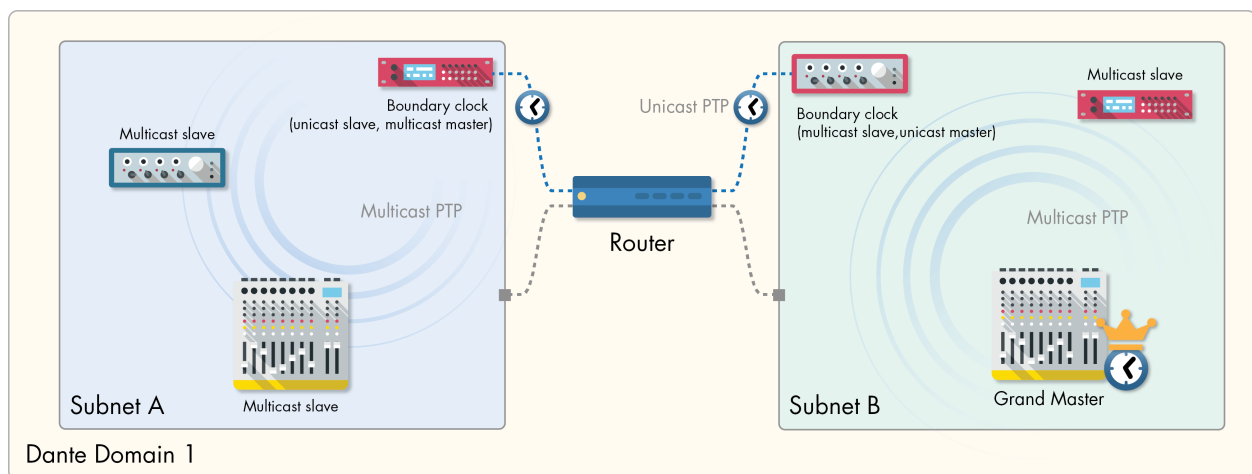 Boundary clock
(unicast slave, multicast master)
Multicast slave
Multicast PTP
Multicast slave
Subnet A
Unicast PTP
Router
Boundary clock
(multicast slave,unicast master)
Multicast slave
Multicast PTP
Grand Master
Subnet B
Dante Domain 1